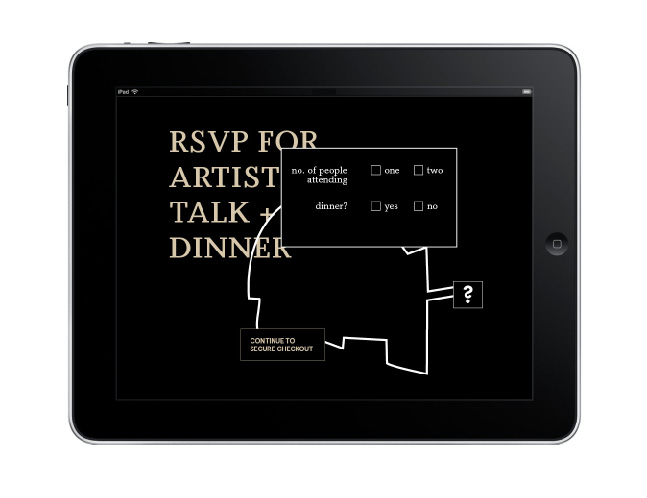 iPad
RSVP FOR
ARTIST
TALK +
DINNER
no. of people
attending
one
two
dinner?
yes
no
?
CONTINUE TO
SECURE CHECKOUT